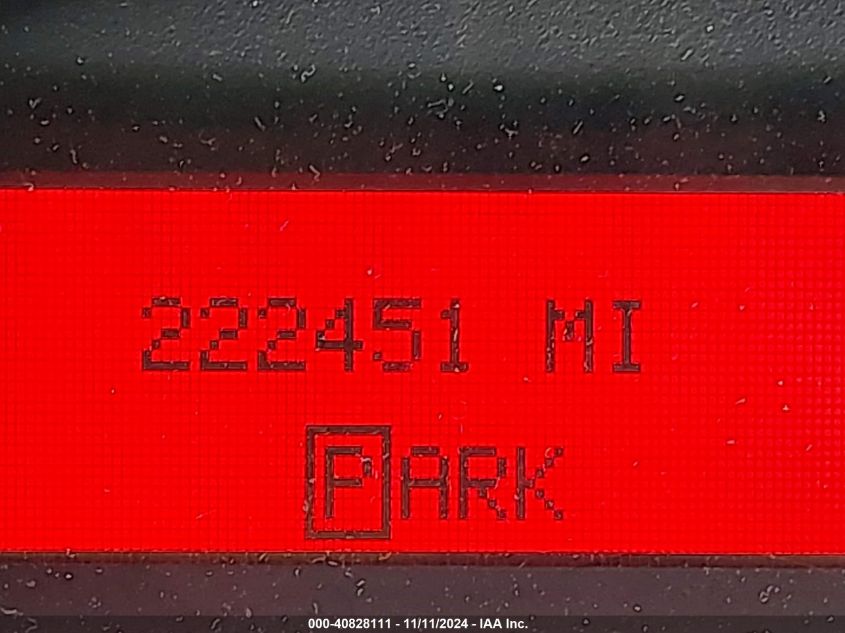 222451 MI
PARK
000-40828111 - 11/11/2024 - IAA Inc.